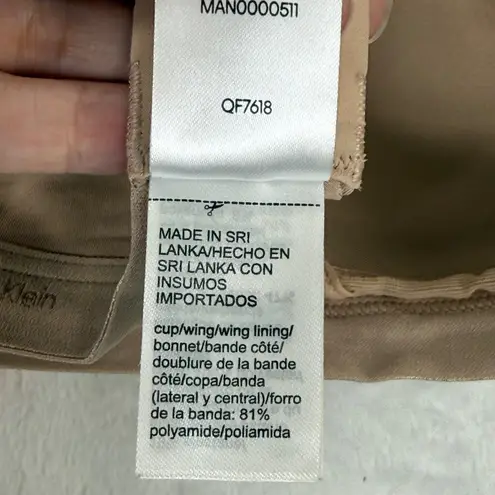 MAN0000511
QF7618
MADE IN SRI
LANKA/HECHO EN
SRI LANKA CON
INSUMOS
IMPORTADOS
cup/wing/wing lining/
bonnet/bande côté/
doublure de la bande
côté/copa/banda
(lateral y central)/forro
de la banda: 81%
polyamide/poliamida
Klein